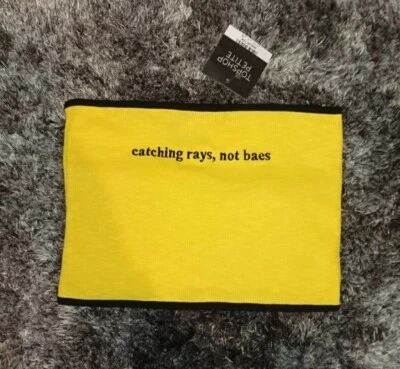 TOPSHOP
PETITE
catching rays, not baes